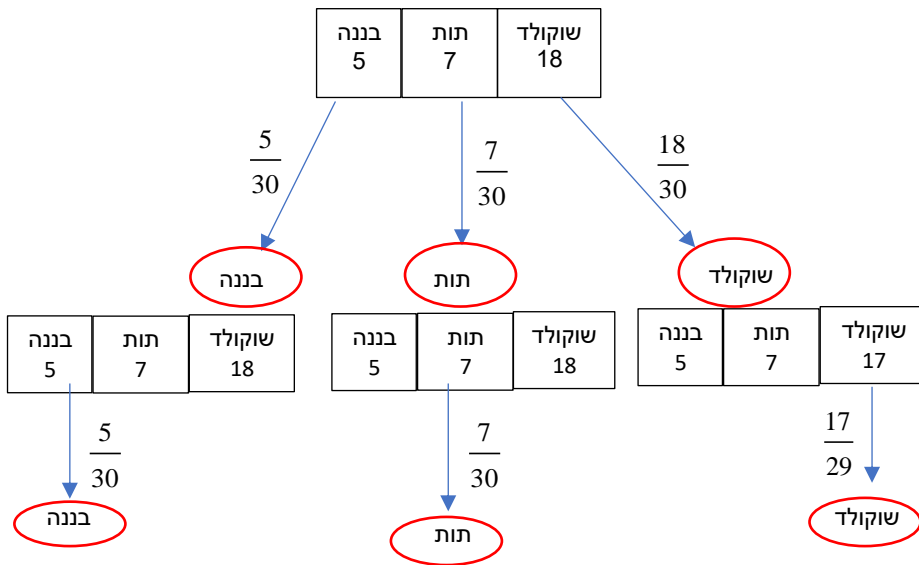 שוקולד תות בננה
18 7 5
5/30 7/30 18/30
בננה תות שוקולד
שוקולד תות בננה
18 7 5
שוקולד תות בננה
18 7 5
שוקולד תות בננה
17 7 5
5/30 7/30 17/29
בננה תות שוקולד